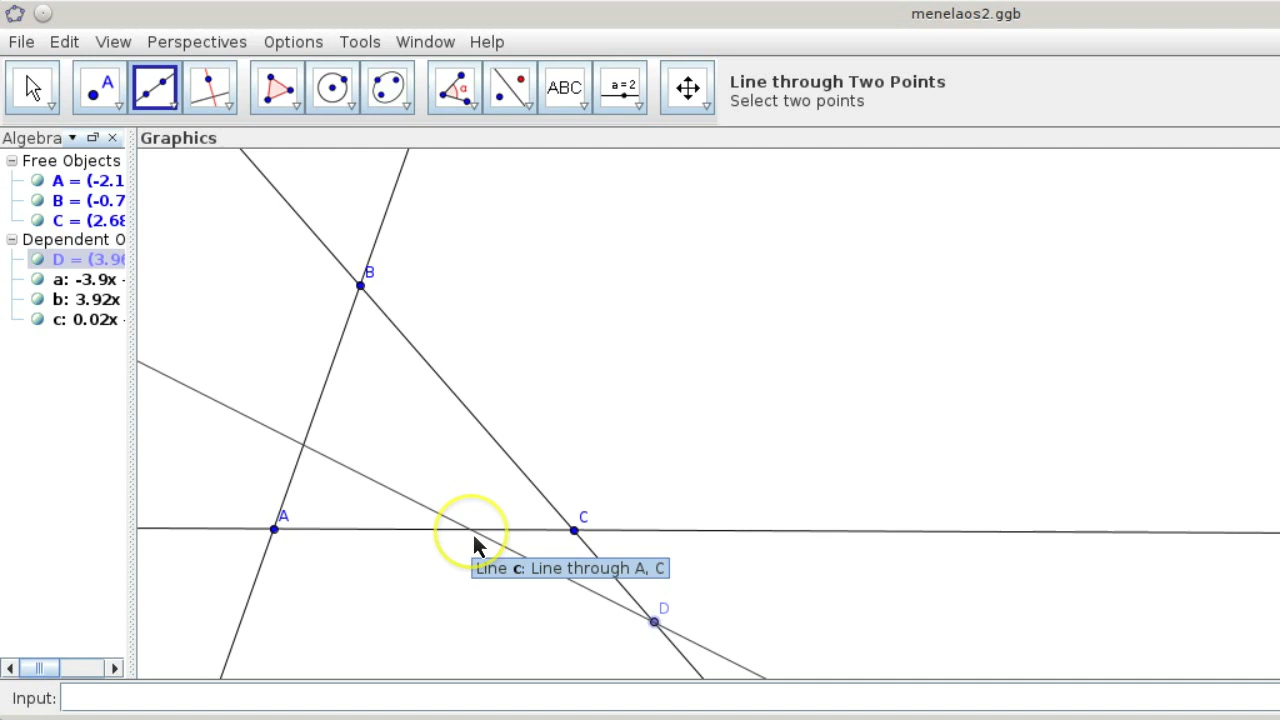 menelaos2.ggb
File Edit View Perspectives Options Tools Window Help
A
α
ABC
a=2
Line through Two Points
Select two points
Algebra
Graphics
Free Objects
A = (-2.1
B = (-0.7
C = (2.68
Dependent O
D = (3.96
a: -3.9x
b: 3.92x
c: 0.02x
B
A
C
Line c: Line through A, C
D
Input: